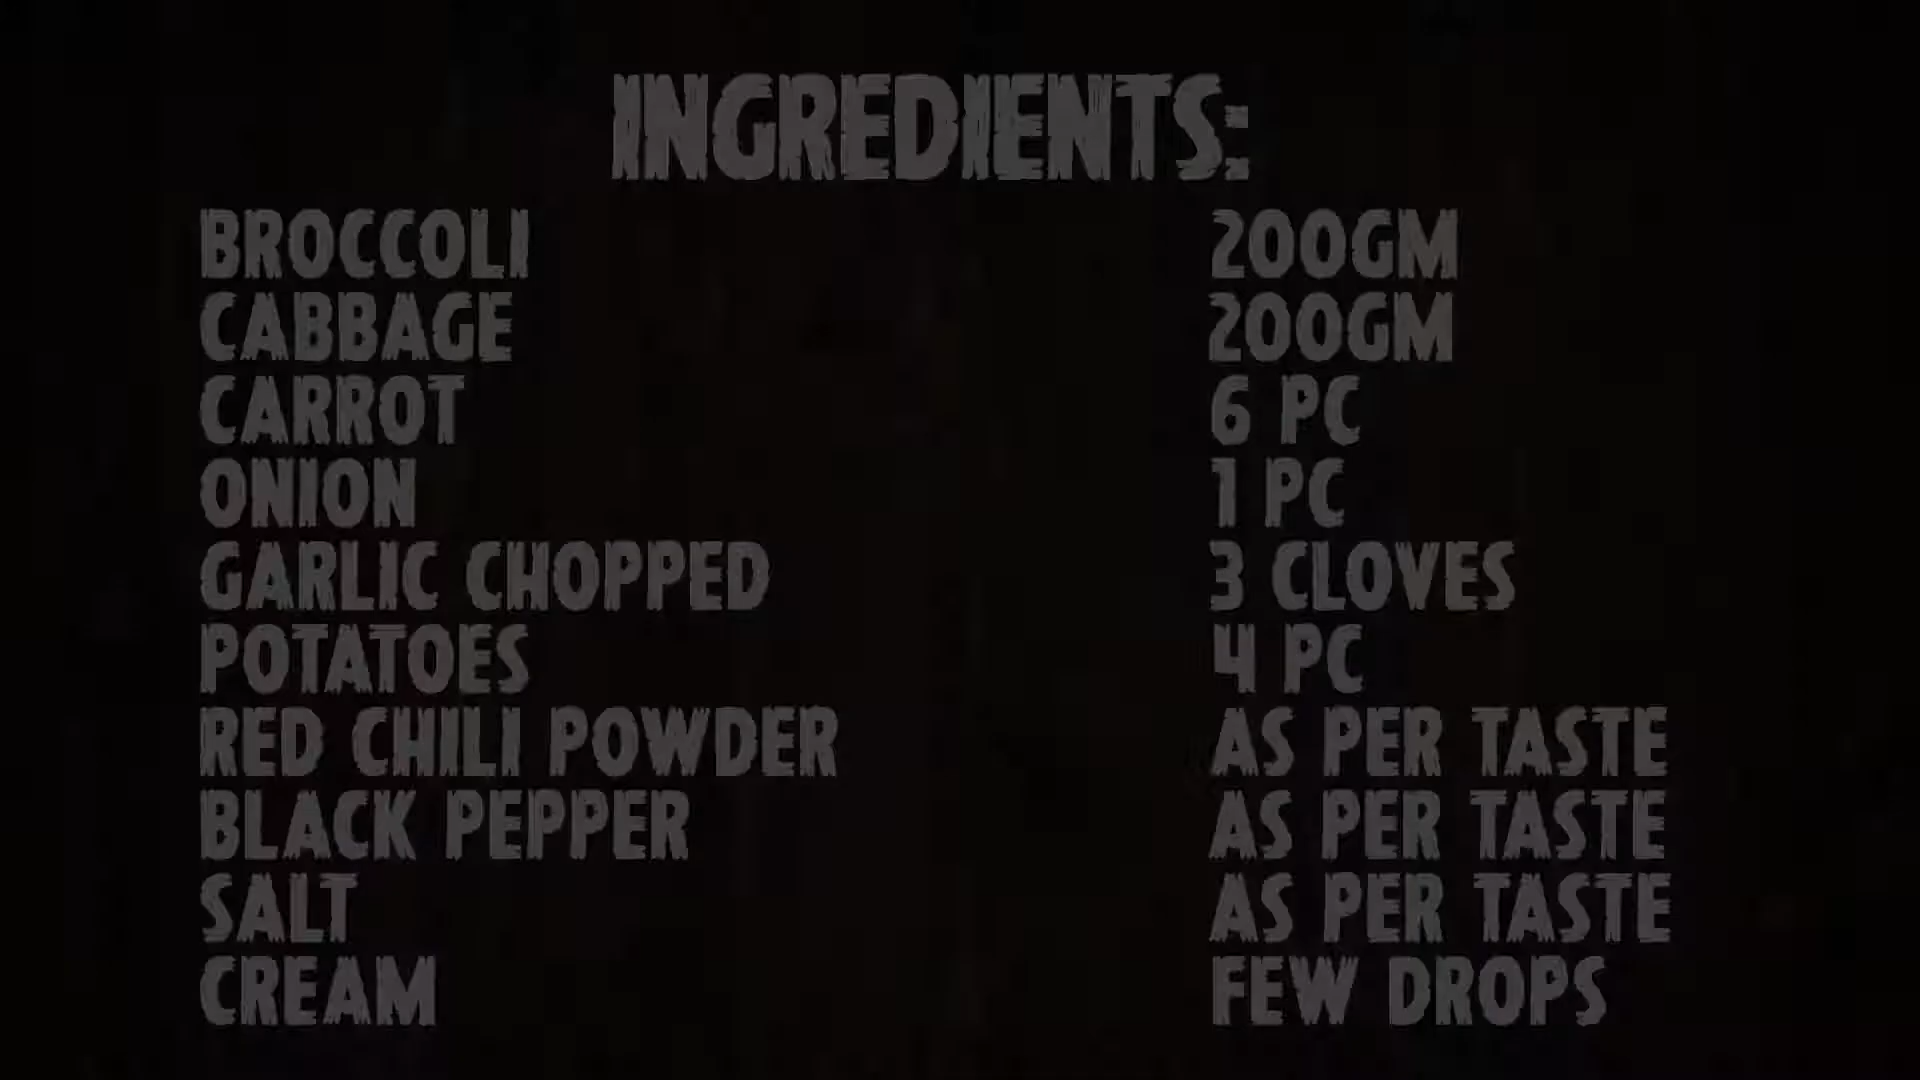 INGREDIENTS:
BROCCOLI 200GM
CABBAGE 200GM
CARROT 6 PC
ONION 1 PC
GARLIC CHOPPED 3 CLOVES
POTATOES 4 PC
RED CHILI POWDER AS PER TASTE
BLACK PEPPER AS PER TASTE
SALT AS PER TASTE
CREAM FEW DROPS